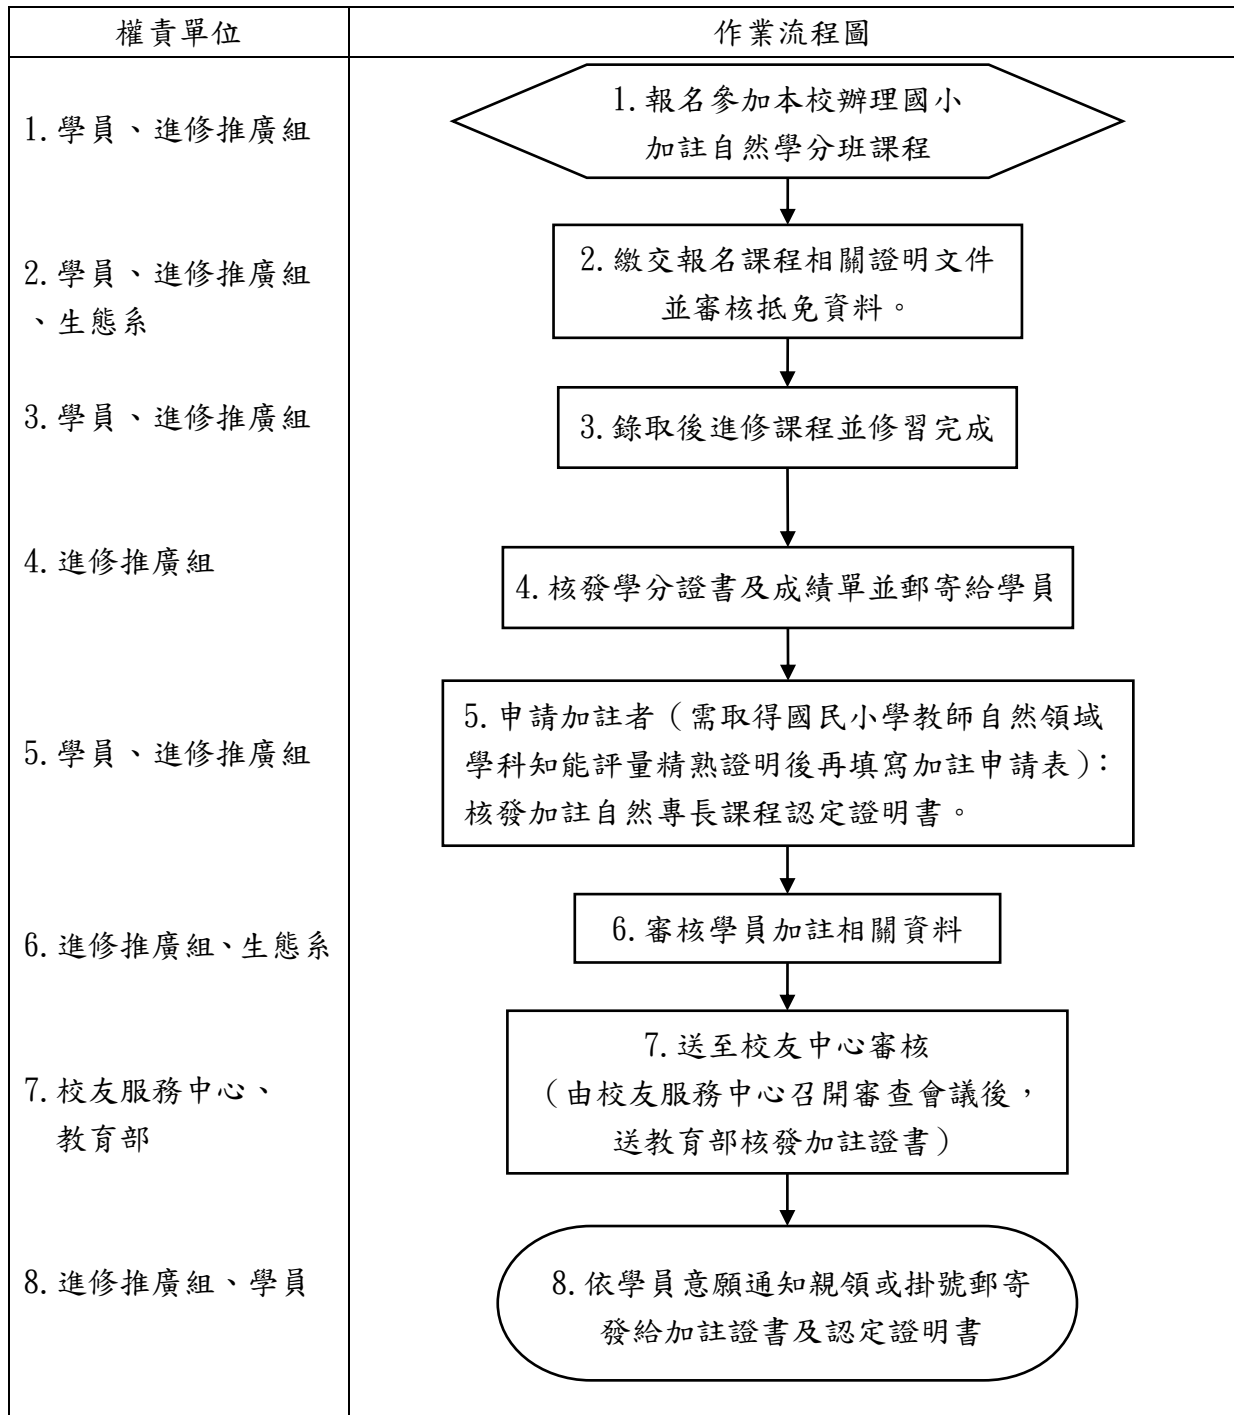 權責單位
作業流程圖
1.學員、進修推廣組
1.報名參加本校辦理國小
加註自然學分班課程
2.學員、進修推廣組
、生態系
2.繳交報名課程相關證明文件
並審核抵免資料。
3.學員、進修推廣組
3.錄取後進修課程並修習完成
4.進修推廣組
4.核發學分證書及成績單並郵寄給學員
5.學員、進修推廣組
5.申請加註者（需取得國民小學教師自然領域
學科知能評量精熟證明後再填寫加註申請表）：
核發加註自然專長課程認定證明書。
6.進修推廣組、生態系
6.審核學員加註相關資料
7.校友服務中心、
教育部
7.送至校友中心審核
（由校友服務中心召開審查會議後，
送教育部核發加註證書）
8.進修推廣組、學員
8.依學員意願通知親領或掛號郵寄
發給加註證書及認定證明書